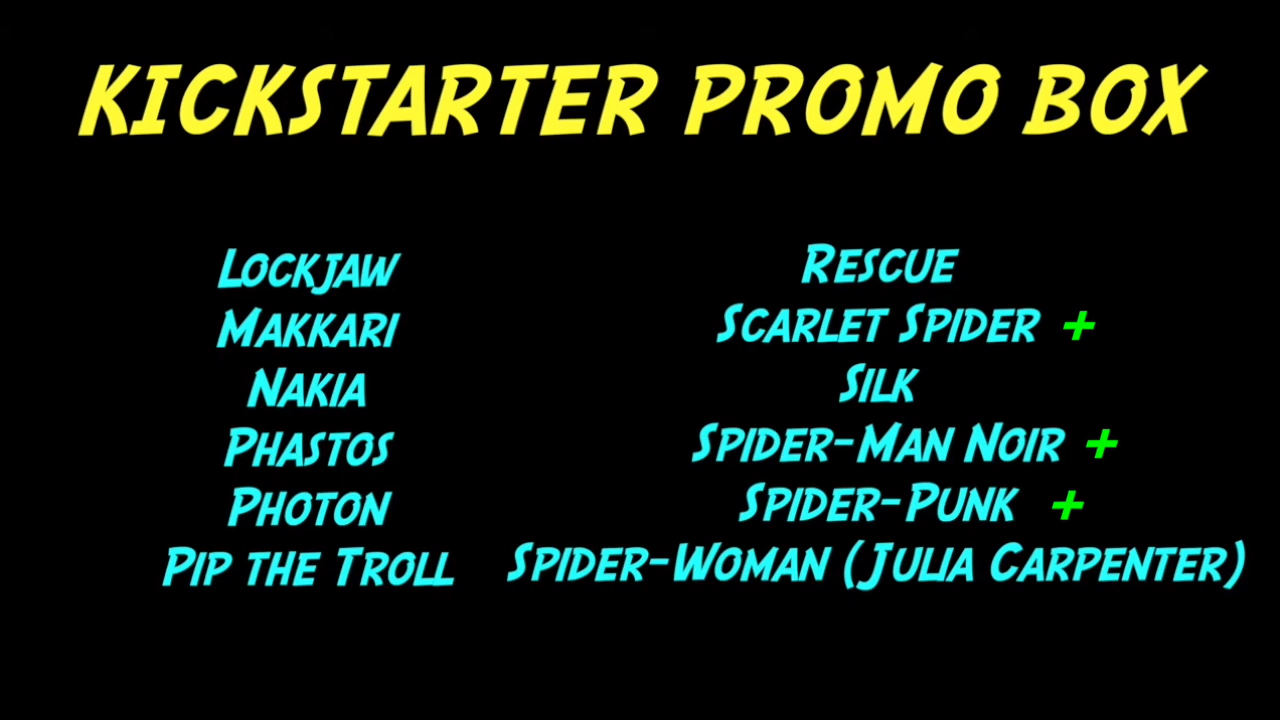 KICKSTARTER PROMO BOX
LOCKJAW
MAKKARI
NAKIA
PHASTOS
PHOTON
PIP THE TROLL
RESCUE
SCARLET SPIDER +
SILK
SPIDER-MAN NOIR +
SPIDER-PUNK +
SPIDER-WOMAN (JULIA CARPENTER)